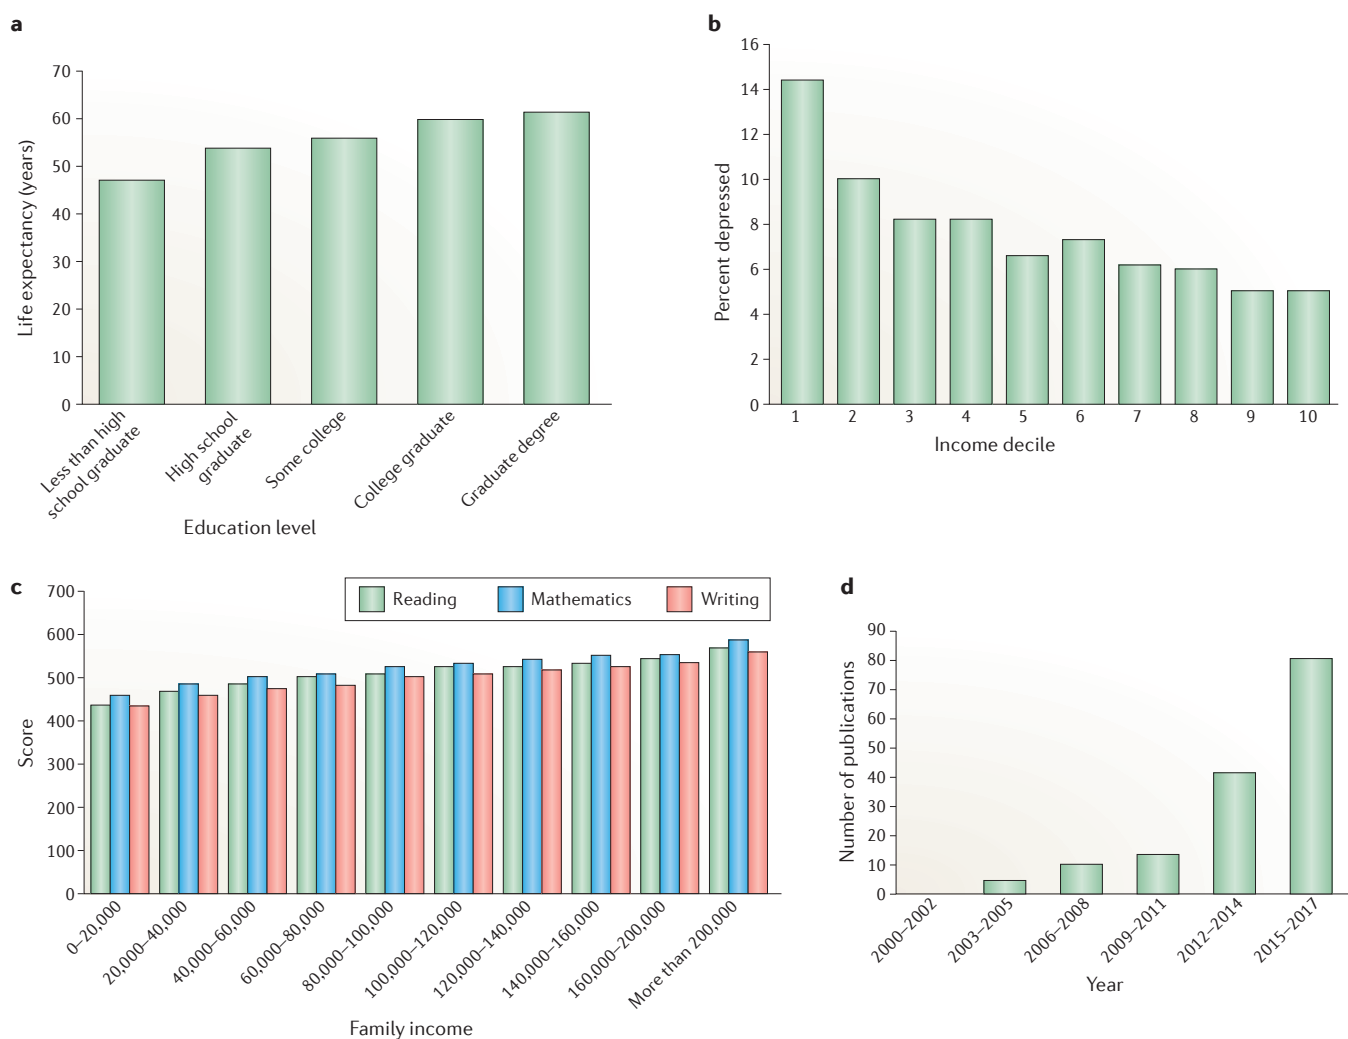 a
70
60
50
40
30
20
10
0
Life expectancy (years)
Less than high
school graduate
High school
graduate
Some college
College graduate
Graduate degree
Education level
b
16
14
12
10
8
6
4
2
0
Percent depressed
1 2 3 4 5 6 7 8 9 10
Income decile
c
Reading Mathematics Writing
700
600
500
400
300
200
100
0
Score
0–20,000
20,000–40,000
40,000–60,000
60,000–80,000
80,000–100,000
100,000–120,000
120,000–140,000
140,000–160,000
160,000–200,000
More than 200,000
Family income
d
90
80
70
60
50
40
30
20
10
0
Number of publications
2000–2002
2003–2005
2006–2008
2009–2011
2012–2014
2015–2017
Year